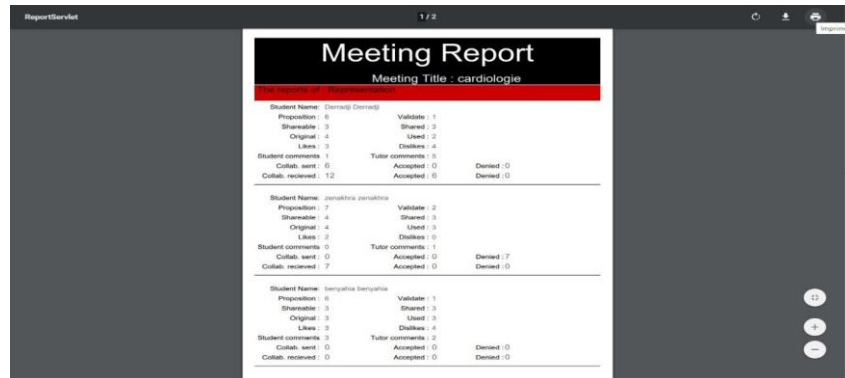 ReportServlet
1 / 2
Imprime
Meeting Report
Meeting Title : cardiologie
The reports of : Representation
Student Name: Derradji Derradji
Proposition : 6 Validate : 1
Shareable : 3 Shared : 3
Original : 4 Used : 2
Likes : 3 Dislikes : 4
Student comments 1 Tutor comments : 5
Collab. sent : 6 Accepted : 0 Denied : 0
Collab. recieved : 12 Accepted : 6 Denied : 0
Student Name: zenakhra zenakhra
Proposition : 7 Validate : 2
Shareable : 4 Shared : 3
Original : 4 Used : 3
Likes : 2 Dislikes : 0
Student comments 0 Tutor comments : 1
Collab. sent : 0 Accepted : 0 Denied : 7
Collab. recieved : 7 Accepted : 0 Denied : 0
Student Name: benyahia benyahia
Proposition : 6 Validate : 1
Shareable : 3 Shared : 3
Original : 3 Used : 3
Likes : 3 Dislikes : 4
Student comments 3 Tutor comments : 2
Collab. sent : 0 Accepted : 0 Denied : 0
Collab. recieved : 0 Accepted : 0 Denied : 0